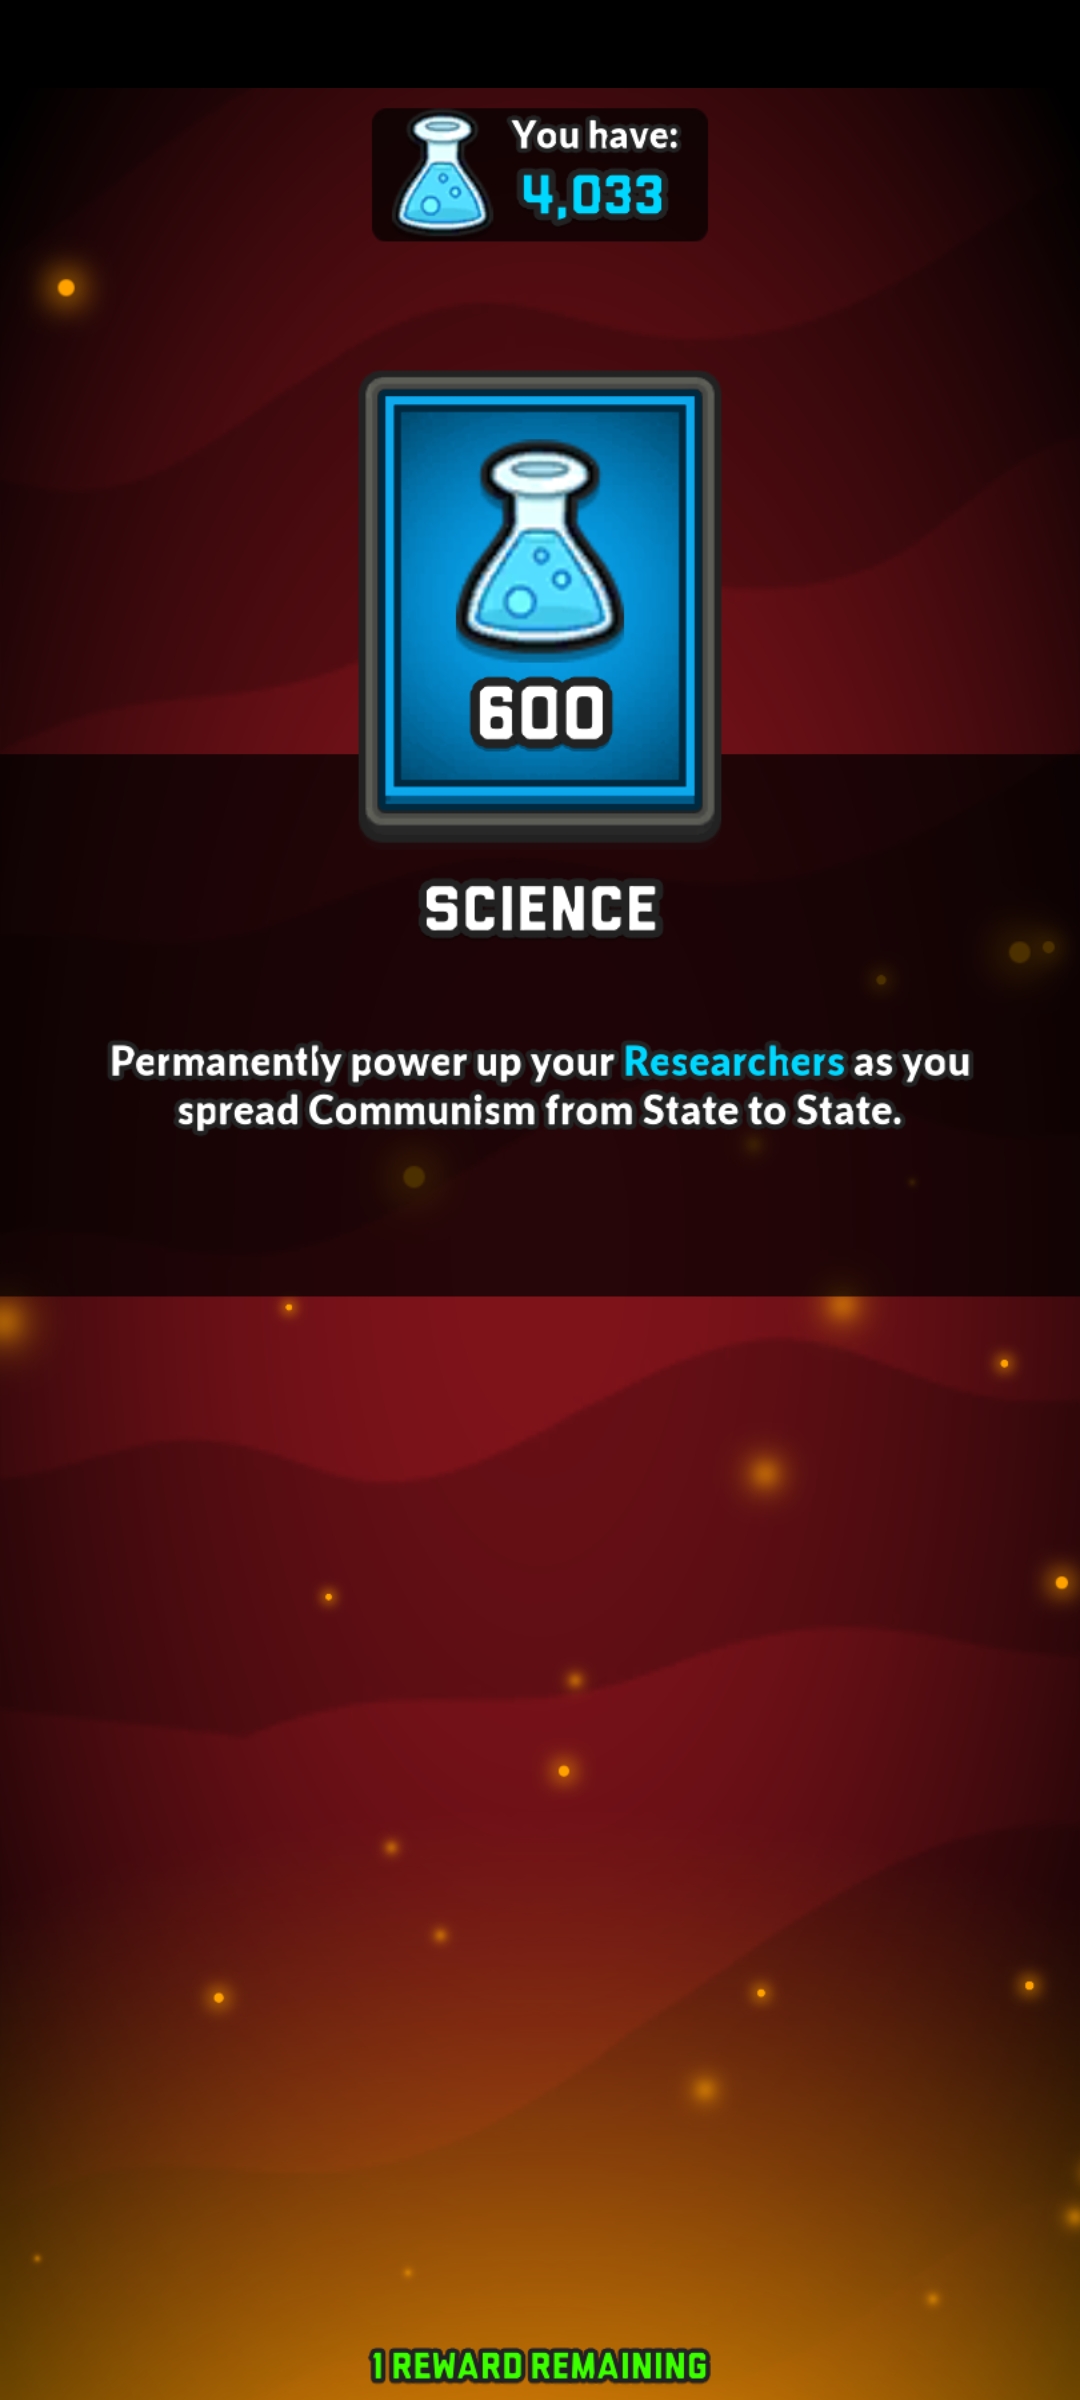 You have:
4,033
600
SCIENCE
Permanently power up your Researchers as you
spread Communism from State to State.
1 REWARD REMAINING